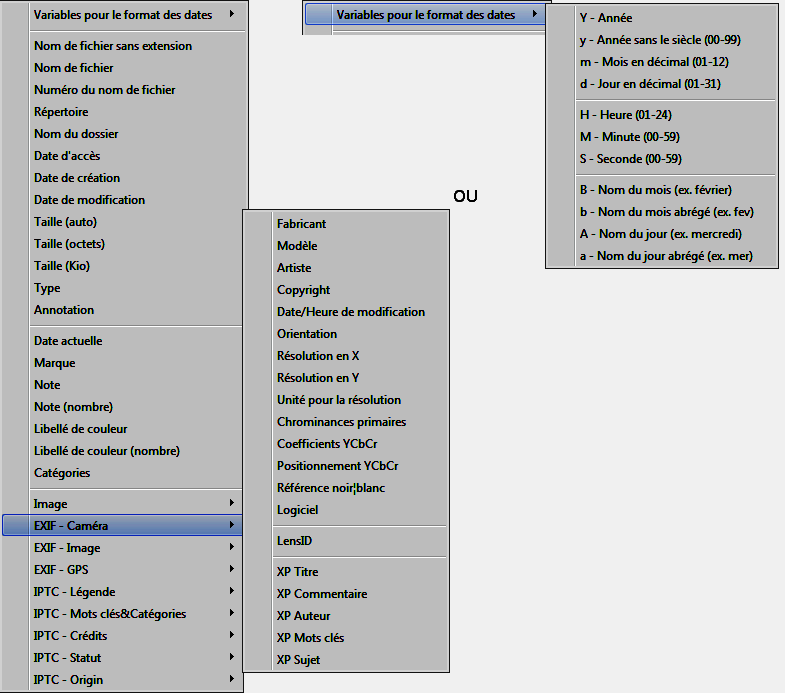 Variables pour le format des dates
Nom de fichier sans extension
Nom de fichier
Numéro du nom de fichier
Répertoire
Nom du dossier
Date d'accès
Date de création
Date de modification
Taille (auto)
Taille (octets)
Taille (Kio)
Type
Annotation
Date actuelle
Marque
Note
Note (nombre)
Libellé de couleur
Libellé de couleur (nombre)
Catégories
Image
EXIF - Caméra
EXIF - Image
EXIF - GPS
IPTC - Légende
IPTC - Mots clés&Catégories
IPTC - Crédits
IPTC - Statut
IPTC - Origin
Fabricant
Modèle
Artiste
Copyright
Date/Heure de modification
Orientation
Résolution en X
Résolution en Y
Unité pour la résolution
Chrominances primaires
Coefficients YCbCr
Positionnement YCbCr
Référence noir¦blanc
Logiciel
LensID
XP Titre
XP Commentaire
XP Auteur
XP Mots clés
XP Sujet
OU
Variables pour le format des dates
Y - Année
y - Année sans le siècle (00-99)
m - Mois en décimal (01-12)
d - Jour en décimal (01-31)
H - Heure (01-24)
M - Minute (00-59)
S - Seconde (00-59)
B - Nom du mois (ex. février)
b - Nom du mois abrégé (ex. fev)
A - Nom du jour (ex. mercredi)
a - Nom du jour abrégé (ex. mer)